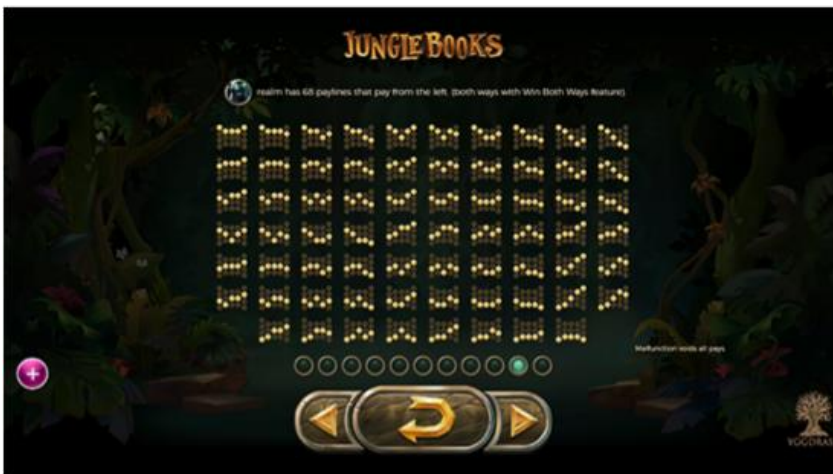 JUNGLE BOOKS
realm has 68 paylines that pay from the left. (both ways with Win Both Ways feature)
Malfunction voids all pays
YGGDRAS